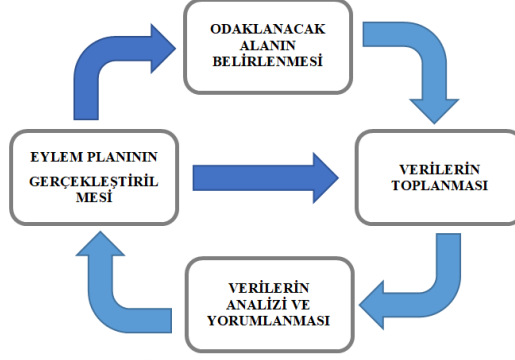 ODAKLANACAK
ALANIN
BELİRLENMESİ
EYLEM PLANININ
GERÇEKLEŞTİRİL
MESİ
VERİLERİN
TOPLANMASI
VERİLERİN
ANALİZİ VE
YORUMLANMASI